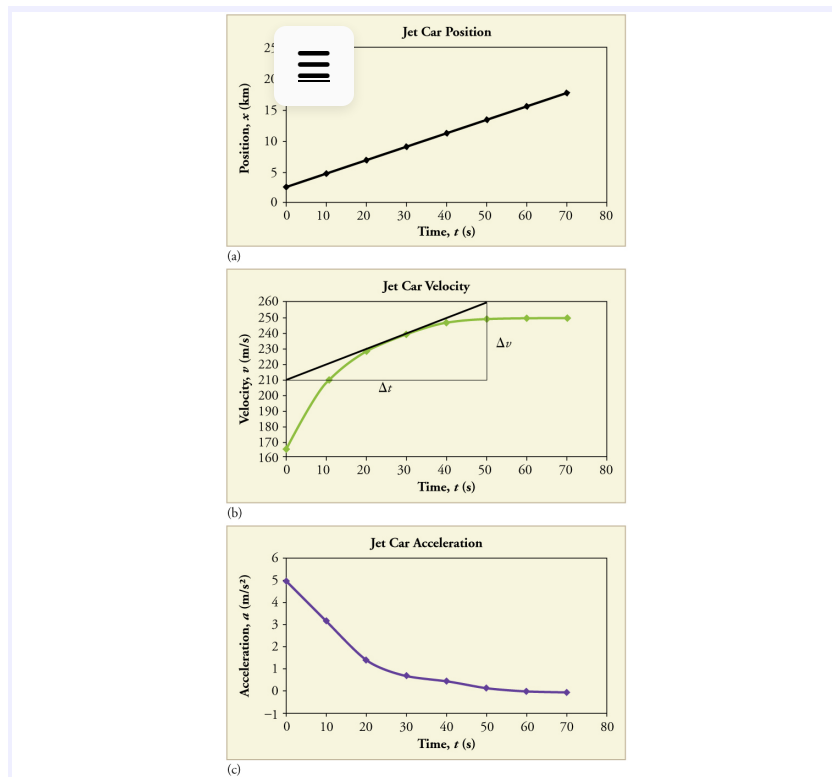 Jet Car Position
25
20
15
10
5
0
0 10 20 30 40 50 60 70 80
Position, x (km)
Time, t (s)
(a)
Jet Car Velocity
260
250
240
230
220
210
200
190
180
170
160
0 10 20 30 40 50 60 70 80
Velocity, v (m/s)
Δv
Δt
Time, t (s)
(b)
Jet Car Acceleration
6
5
4
3
2
1
0
−1
0 10 20 30 40 50 60 70 80
Acceleration, a (m/s²)
Time, t (s)
(c)